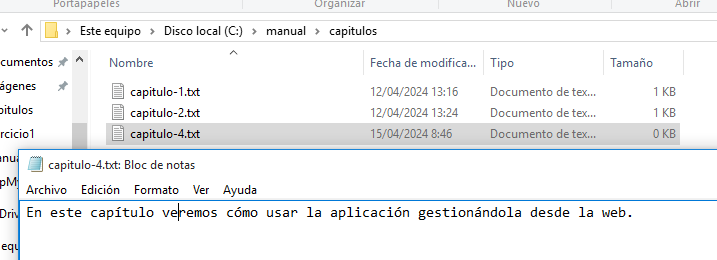 Portapapeles Organizar Nuevo Abrir
Este equipo > Disco local (C:) > manual > capitulos
Nombre Fecha de modifica... Tipo Tamaño
capitulo-1.txt 12/04/2024 13:16 Documento de tex... 1 KB
capitulo-2.txt 12/04/2024 13:24 Documento de tex... 1 KB
capitulo-4.txt 15/04/2024 8:46 Documento de tex... 0 KB
ocumentos
ágenes
pitulos
rcicio1
anua
pMy
Driv
equ
capitulo-4.txt: Bloc de notas
Archivo Edición Formato Ver Ayuda
En este capítulo veremos cómo usar la aplicación gestionándola desde la web.